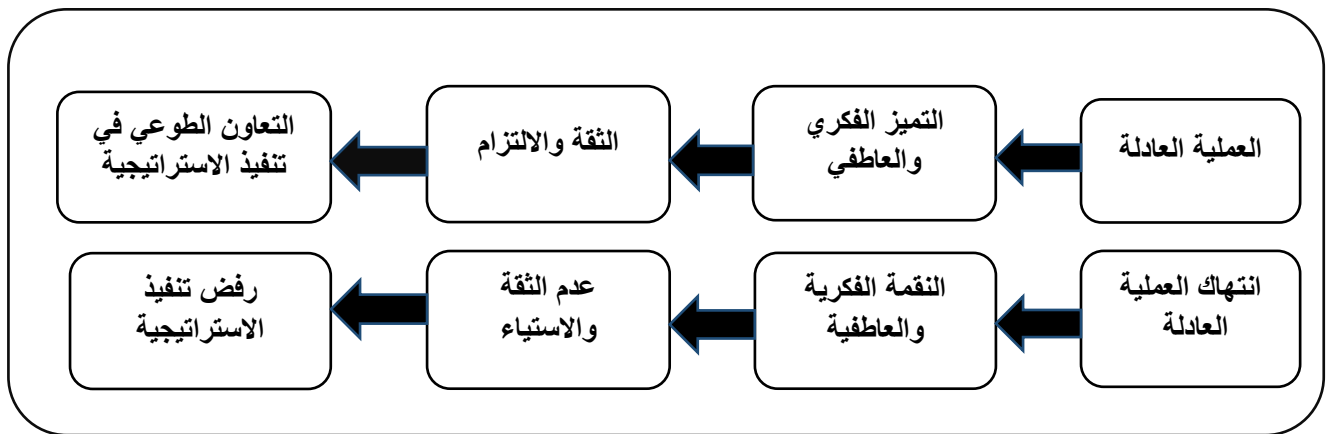 العملية العادلة
التميز الفكري
والعاطفي
الثقة والالتزام
التعاون الطوعي في
تنفيذ الاستراتيجية
انتهاك العملية
العادلة
النقمة الفكرية
والعاطفية
عدم الثقة
والاستياء
رفض تنفيذ
الاستراتيجية